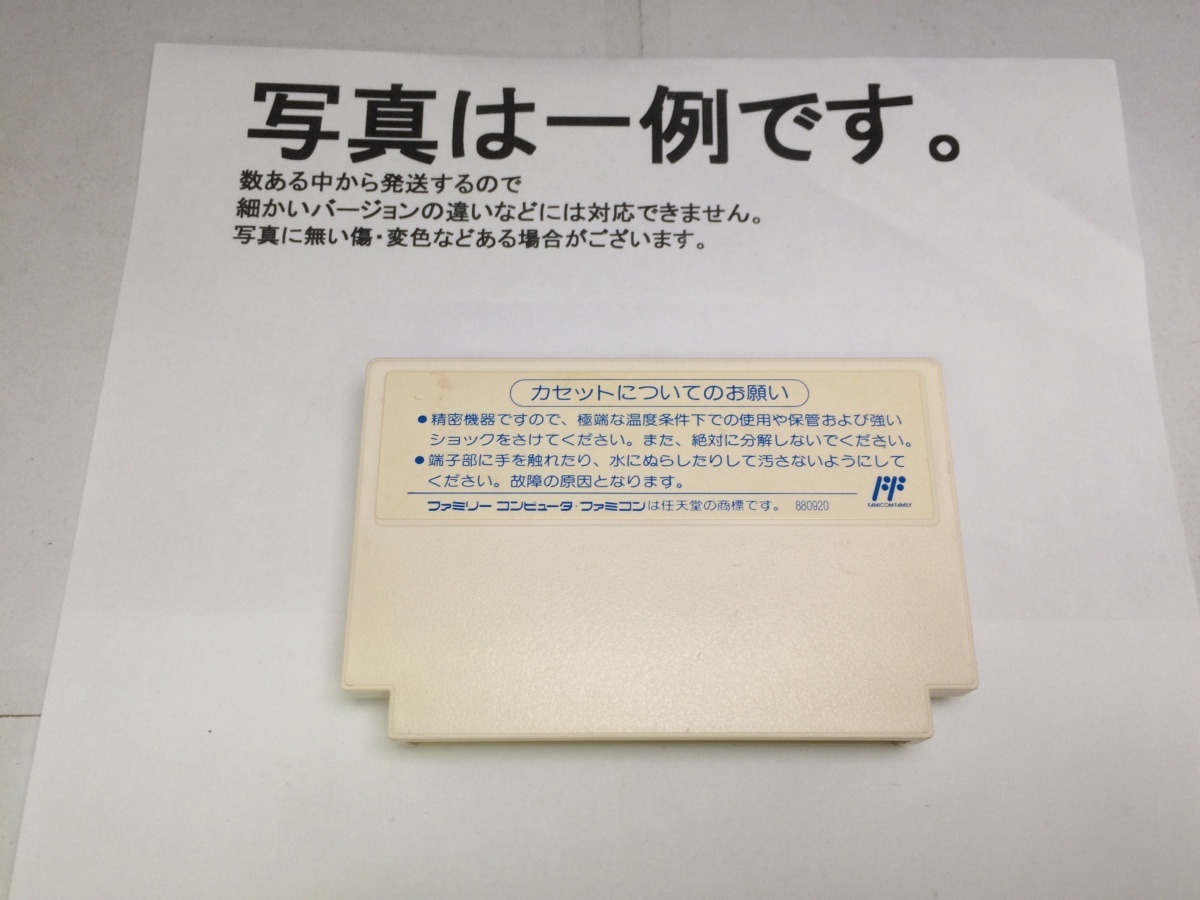 写真は一例です。
数ある中から発送するので
細かいバージョンの違いなどには対応できません。
写真に無い傷・変色などある場合がございます。
カセットについてのお願い
●精密機器ですので、極端な温度条件下での使用や保管および強い
ショックをさけてください。また、絶対に分解しないでください。
●端子部に手を触れたり、水にぬらしたりして汚さないようにして
ください。故障の原因となります。
FAMICOM FAMILY
ファミリー コンピュータ・ファミコンは任天堂の商標です。 880920